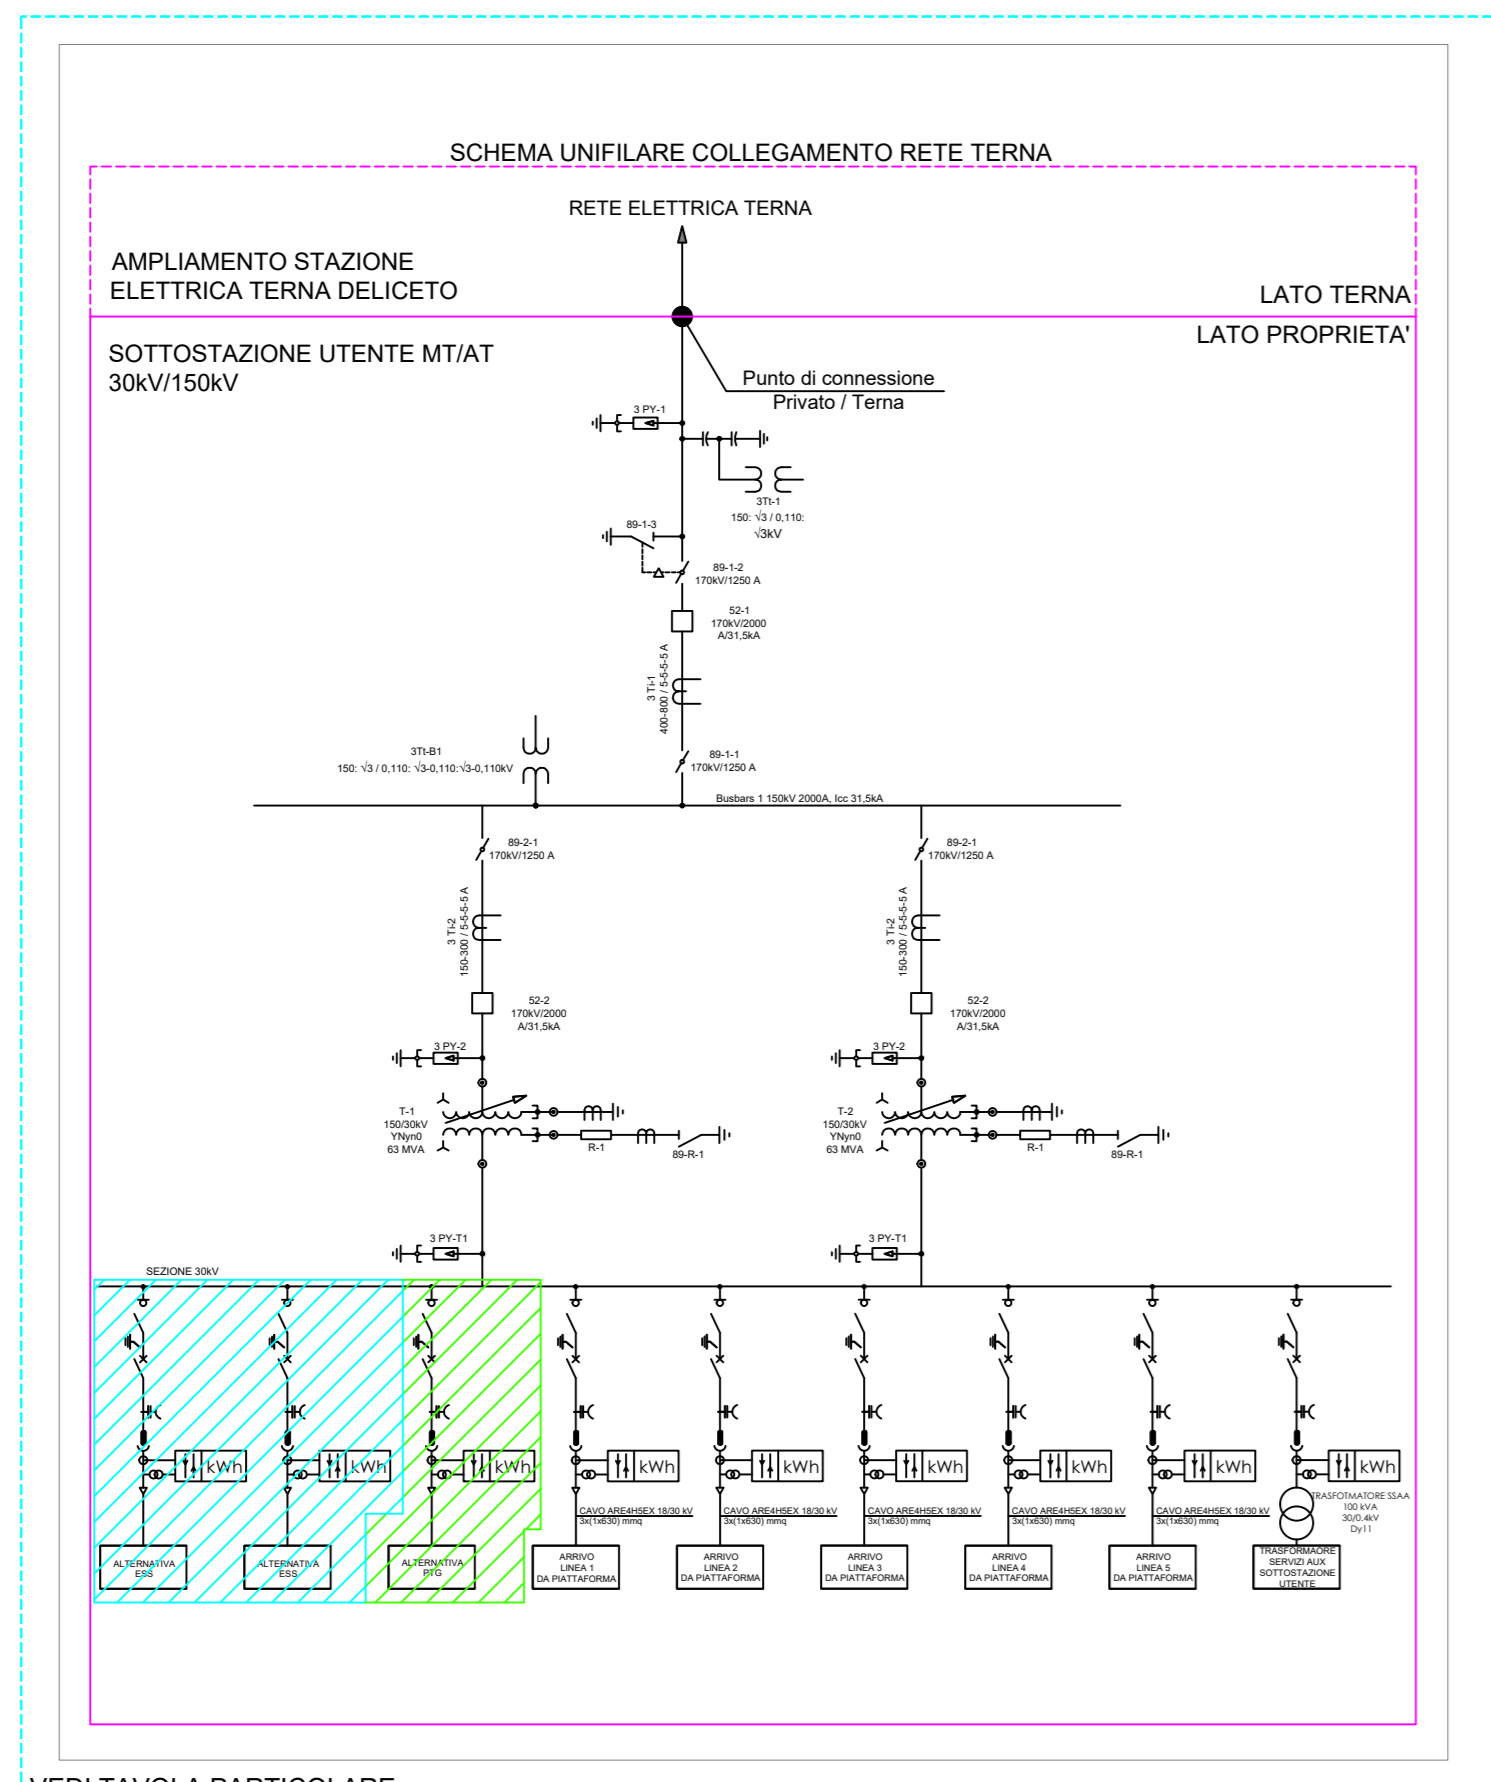 SCHEMA UNIFILARE COLLEGAMENTO RETE TERNA
RETE ELETTRICA TERNA
AMPLIAMENTO STAZIONE
ELETTRICA TERNA DELICETO
LATO TERNA
LATO PROPRIETA'
SOTTOSTAZIONE UTENTE MT/AT
30kV/150kV
Punto di connessione
Privato / Terna
3 PY-1
3Tt-1
150: √3 / 0,110:
√3kV
89-1-3
89-1-2
170kV/1250 A
52-1
170kV/2000
A/31,5kA
3 Ti-1
400-800 / 5-5-5-5 A
3Tt-B1
150: √3 / 0,110: √3-0,110:√3-0,110kV
89-1-1
170kV/1250 A
Busbars 1 150kV 2000A, Icc 31,5kA
89-2-1
170kV/1250 A
89-2-1
170kV/1250 A
3 Ti-2
150-300 / 5-5-5-5 A
3 Ti-2
150-300 / 5-5-5-5 A
52-2
170kV/2000
A/31,5kA
52-2
170kV/2000
A/31,5kA
3 PY-2
3 PY-2
T-1
150/30kV
YNyn0
63 MVA
R-1
89-R-1
T-2
150/30kV
YNyn0
63 MVA
R-1
89-R-1
3 PY-T1
3 PY-T1
SEZIONE 30kV
kWh
kWh
kWh
kWh
kWh
kWh
kWh
kWh
kWh
CAVO ARE4H5EX 18/30 kV
3x(1x630) mmq
CAVO ARE4H5EX 18/30 kV
3x(1x630) mmq
CAVO ARE4H5EX 18/30 kV
3x(1x630) mmq
CAVO ARE4H5EX 18/30 kV
3x(1x630) mmq
CAVO ARE4H5EX 18/30 kV
3x(1x630) mmq
TRASFOTMATORE SS.AA
100 kVA
30/0.4kV
Dy11
ALTERNATIVA
ESS
ALTERNATIVA
ESS
ALTERNATIVA
PTG
ARRIVO
LINEA 1
DA PIATTAFORMA
ARRIVO
LINEA 2
DA PIATTAFORMA
ARRIVO
LINEA 3
DA PIATTAFORMA
ARRIVO
LINEA 4
DA PIATTAFORMA
ARRIVO
LINEA 5
DA PIATTAFORMA
TRASFORMAORE
SERVIZI AUX
SOTTOSTAZIONE
UTENTE
VEDI TAVOLA PARTICOLARE